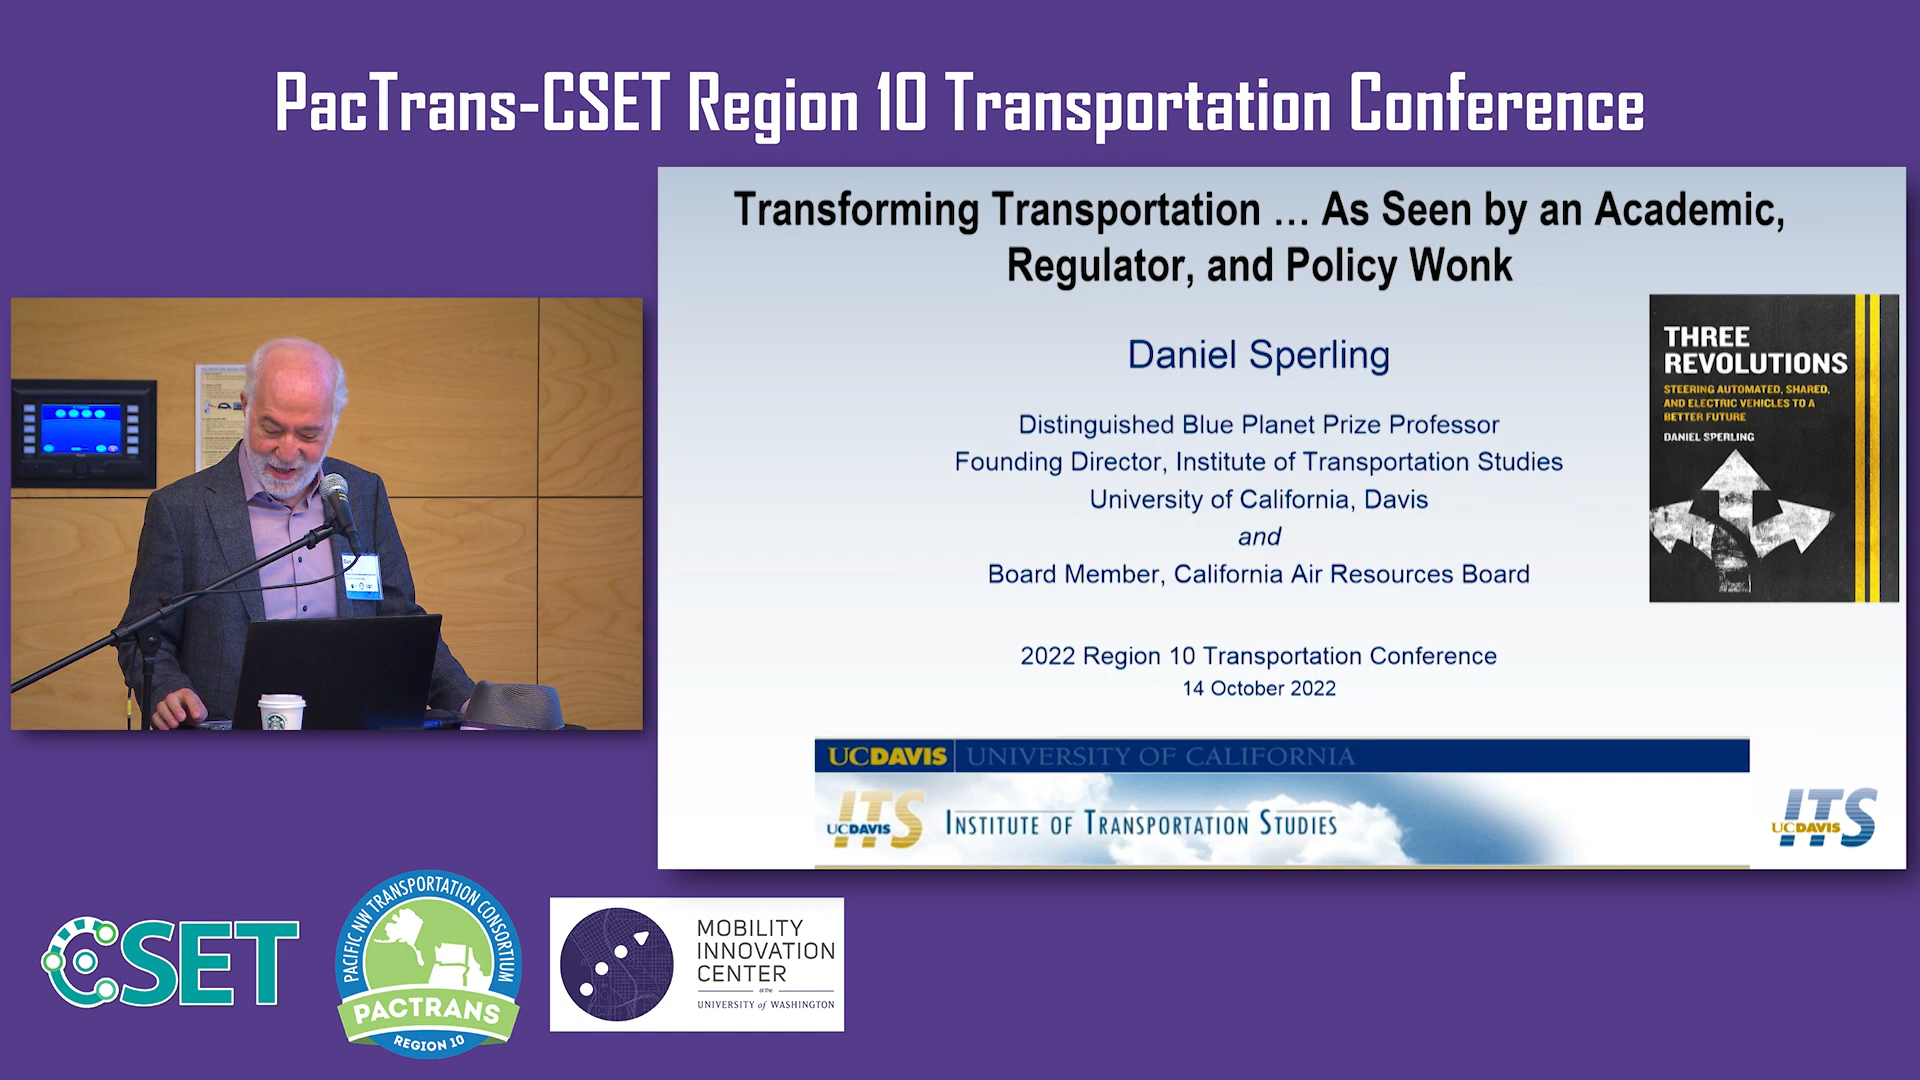 PacTrans-CSET Region 10 Transportation Conference
Transforming Transportation … As Seen by an Academic,
Regulator, and Policy Wonk
Daniel Sperling
Distinguished Blue Planet Prize Professor
Founding Director, Institute of Transportation Studies
University of California, Davis
and
Board Member, California Air Resources Board
2022 Region 10 Transportation Conference
14 October 2022
THREE
REVOLUTIONS
STEERING AUTOMATED, SHARED,
AND ELECTRIC VEHICLES TO A
BETTER FUTURE
DANIEL SPERLING
UCDAVIS UNIVERSITY OF CALIFORNIA
ITS
UCDAVIS
INSTITUTE OF TRANSPORTATION STUDIES
ITS
UCDAVIS
CSET
PACIFIC NW TRANSPORTATION CONSORTIUM
PACTRANS
REGION 10
MOBILITY
INNOVATION
CENTER
at the
UNIVERSITY of WASHINGTON